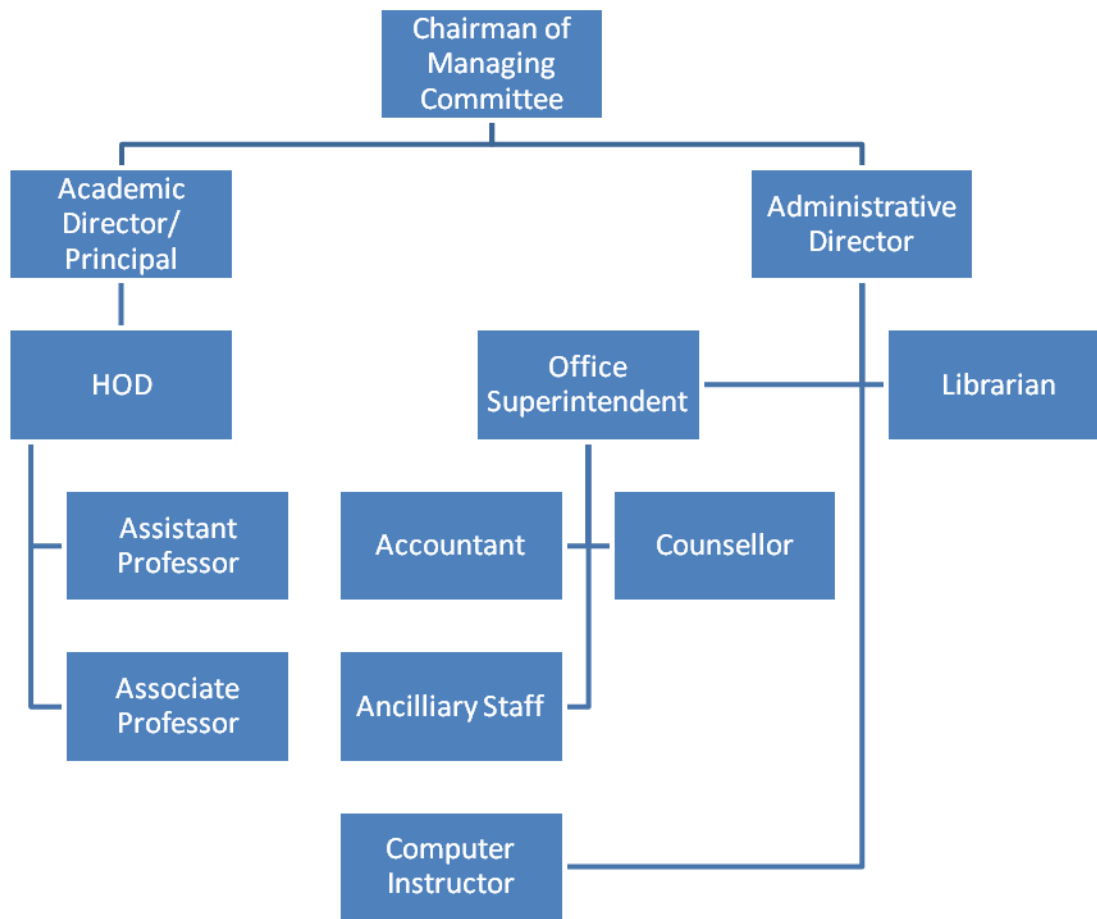 Chairman of
Managing
Committee
Academic
Director/
Principal
Administrative
Director
HOD
Office
Superintendent
Librarian
Assistant
Professor
Accountant
Counsellor
Associate
Professor
Ancilliary Staff
Computer
Instructor